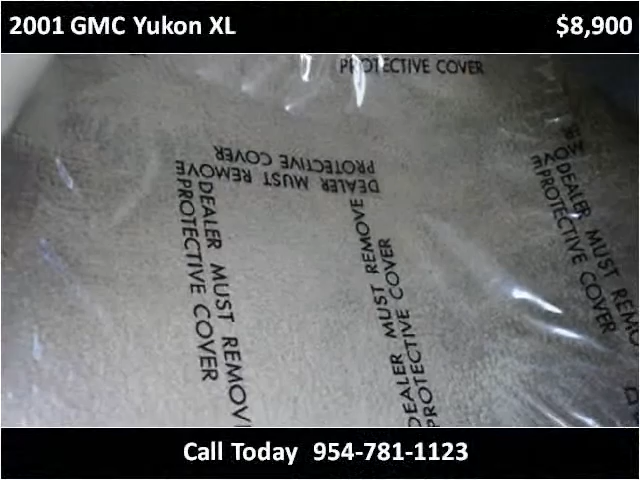 2001 GMC Yukon XL
$8,900
PROTECTIVE COVER
DEALER MUST REMOVE
PROTECTIVE COVER
DEALER MUST REMOVE
PROTECTIVE COVER
DEALER MUST REMOVE
PROTECTIVE COVER
DEALER MUST REMOVE
PROTECTIVE COVER
Call Today 954-781-1123